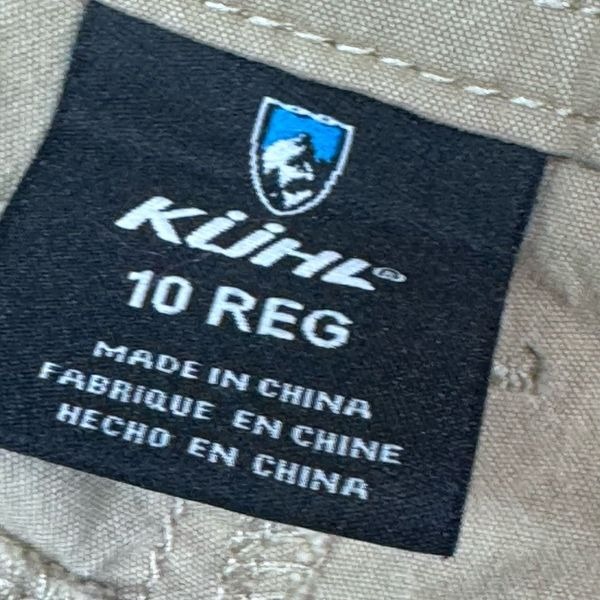 KÜHL®
10 REG
MADE IN CHINA
FABRIQUE EN CHINE
HECHO EN CHINA